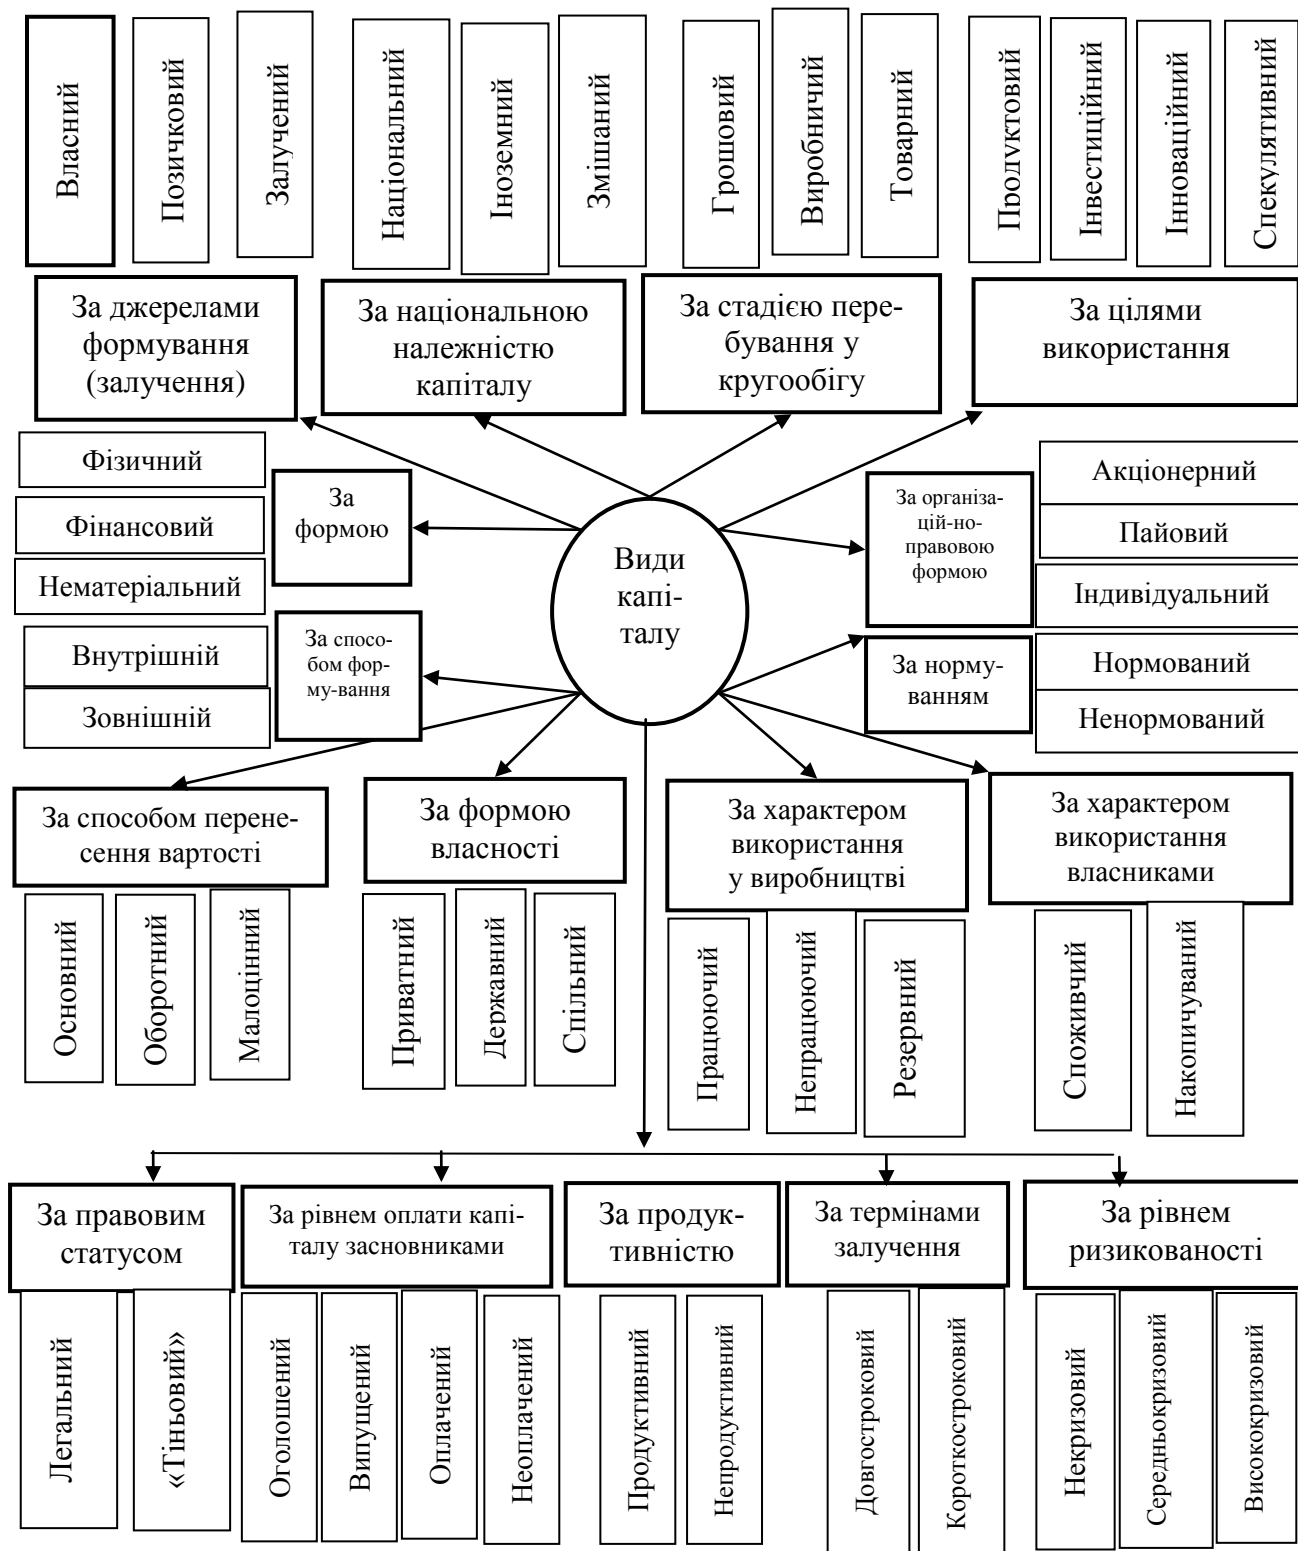 Власний
Позичковий
Залучений
Національний
Іноземний
Змішаний
Грошовий
Виробничий
Товарний
Продуктовий
Інвестиційний
Інноваційний
Спекулятивний
За джерелами
формування
(залучення)
За національною
належністю
капіталу
За стадією пере-
бування у
кругообігу
За цілями
використання
Фізичний
Фінансовий
Нематеріальний
За
формою
Внутрішній
Зовнішній
За спосо-
бом фор-
му-вання
Види
капі-
талу
За організа-
цій-но-
правовою
формою
Акціонерний
Пайовий
Індивідуальний
За норму-
ванням
Нормований
Ненормований
За способом перене-
сення вартості
За формою
власності
За характером
використання
у виробництві
За характером
використання
власниками
Основний
Оборотний
Малоцінний
Приватний
Державний
Спільний
Працюючий
Непрацюючий
Резервний
Споживчий
Накопичуваний
За правовим
статусом
За рівнем оплати капі-
талу засновниками
За продук-
тивністю
За термінами
залучення
За рівнем
ризикованості
Легальний
«Тіньовий»
Оголошений
Випущений
Оплачений
Неоплачений
Продуктивний
Непродуктивний
Довгостроковий
Короткостроковий
Некризовий
Середньокризовий
Висококризовий